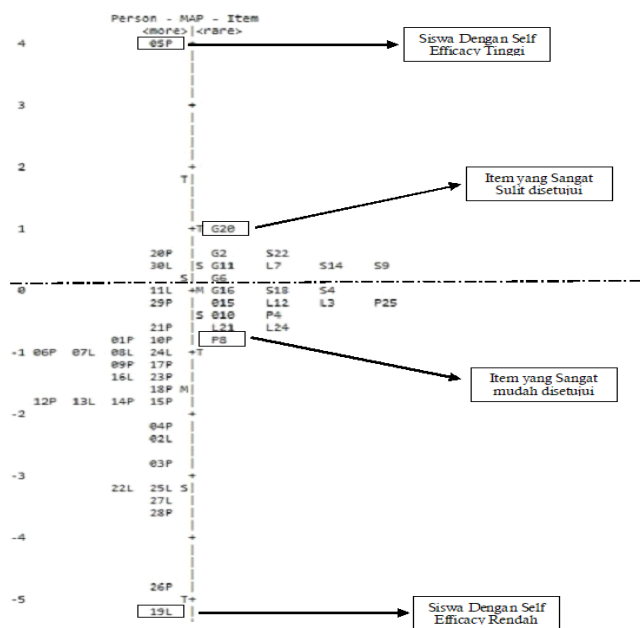 Person - MAP - Item
<more>|<rare>
4 05P
Siswa Dengan Self
Efficacy Tinggi
3
2
T
Item yang Sangat
Sulit disetujui
1 T G20
20P G2 S22
30L S G11 L7 S14 S9
S G6
0 11L M G16 S18 S4
29P O15 L12 L3 P25
S O10 P4
21P L21 L24
01P 10P P8
-1 06P 07L 08L 24L T
09P 17P
16L 23P
18P M
Item yang Sangat
mudah disetujui
12P 13L 14P 15P
-2
04P
02L
03P
-3
22L 25L S
27L
28P
-4
26P
-5 T
19L
Siswa Dengan Self
Efficacy Rendah